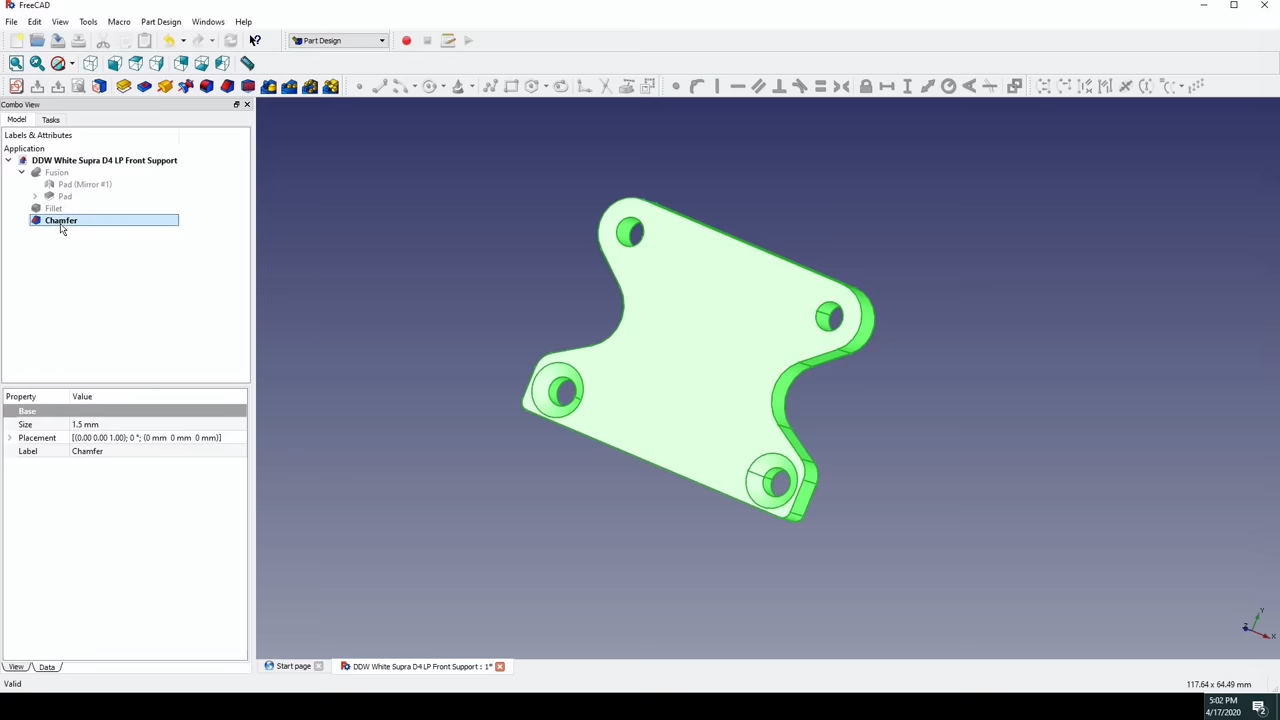 FreeCAD
File Edit View Tools Macro Part Design Windows Help
Part Design
Combo View
Model Tasks
Labels & Attributes
Application
DDW White Supra D4 LP Front Support
Fusion
Pad (Mirror #1)
Pad
Fillet
Chamfer
Property Value
Base
Size 1.5 mm
Placement [(0.00 0.00 1.00); 0 °; (0 mm 0 mm 0 mm)]
Label Chamfer
Y
Z
X
View Data
Start page
DDW White Supra D4 LP Front Support : 1*
Valid
117.64 x 64.49 mm
5:02 PM
4/17/2020
2